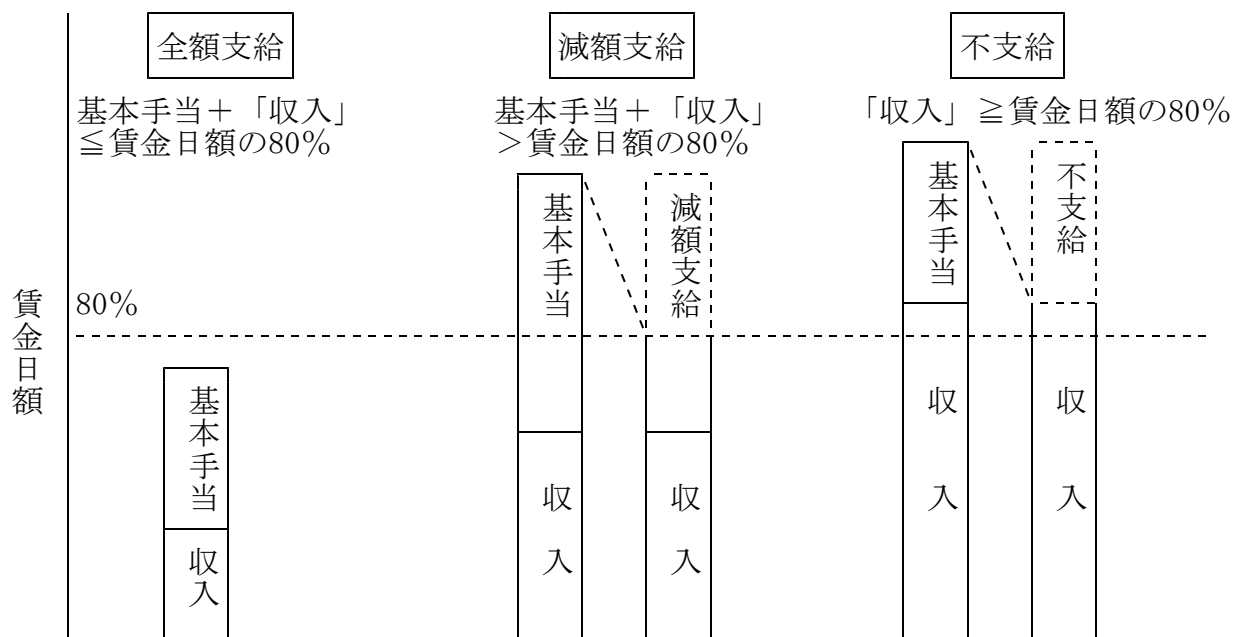 全額支給
基本手当＋「収入」
≦賃金日額の80％
減額支給
基本手当＋「収入」
＞賃金日額の80％
不支給
「収入」≧賃金日額の80％
賃金日額
80％
基本手当
収入
基本手当
収入
減額支給
収入
基本手当
収入
不支給
収入